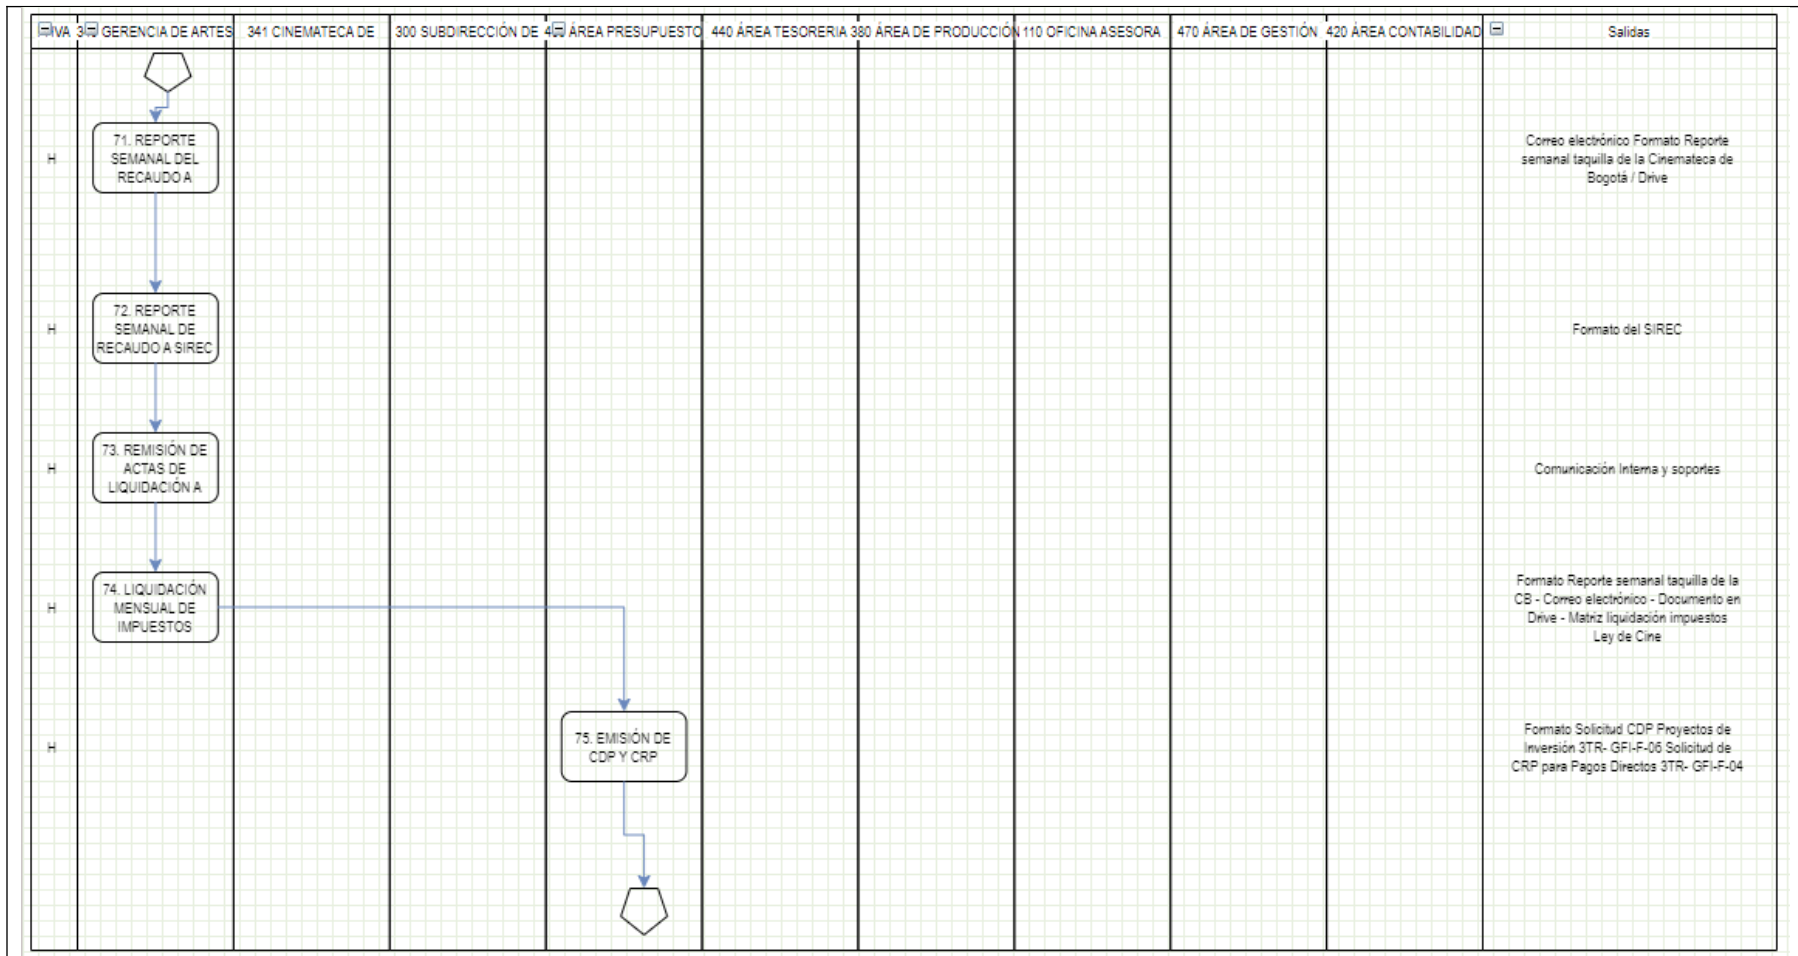 IVA 3 GERENCIA DE ARTES 341 CINEMATECA DE 300 SUBDIRECCIÓN DE 4 ÁREA PRESUPUESTO 440 ÁREA TESORERIA 380 ÁREA DE PRODUCCIÓN 110 OFICINA ASESORA 470 ÁREA DE GESTIÓN 420 ÁREA CONTABILIDAD Salidas
H
71. REPORTE
SEMANAL DEL
RECAUDO A
Correo electrónico Formato Reporte
semanal taquilla de la Cinemateca de
Bogotá / Drive
H
72. REPORTE
SEMANAL DE
RECAUDO A SIREC
Formato del SIREC
H
73. REMISIÓN DE
ACTAS DE
LIQUIDACIÓN A
Comunicación Interna y soportes
H
74. LIQUIDACIÓN
MENSUAL DE
IMPUESTOS
Formato Reporte semanal taquilla de la
CB - Correo electrónico - Documento en
Drive - Matriz liquidación impuestos
Ley de Cine
H
75. EMISIÓN DE
CDP Y CRP
Formato Solicitud CDP Proyectos de
Inversión 3TR- GFI-F-06 Solicitud de
CRP para Pagos Directos 3TR- GFI-F-04